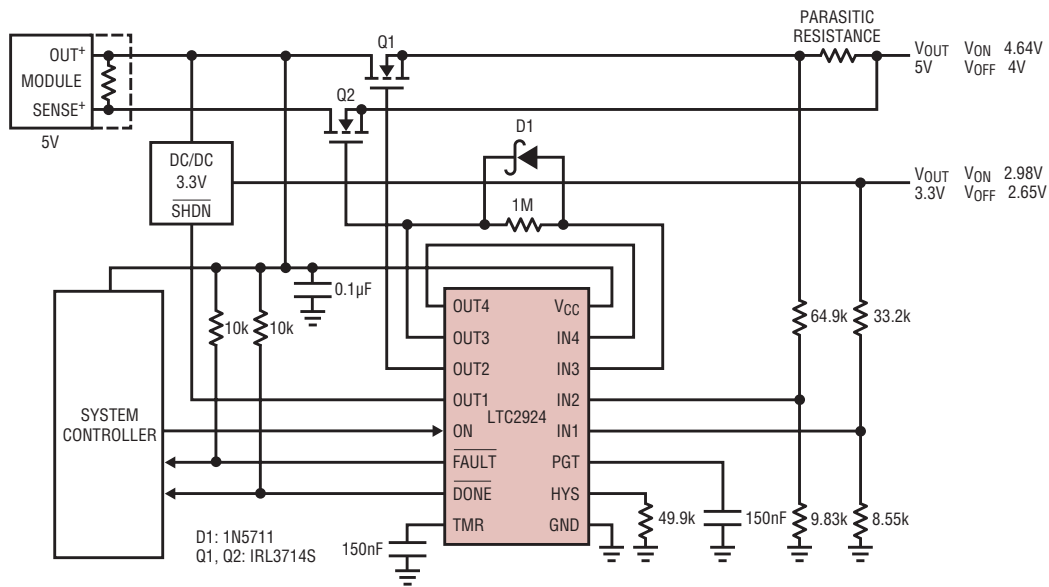 PARASITIC
RESISTANCE
OUT+
MODULE
SENSE+
5V
Q1
Q2
VOUT VON 4.64V
5V VOFF 4V
D1
DC/DC
3.3V
SHDN
1M
VOUT VON 2.98V
3.3V VOFF 2.65V
0.1µF
10k
10k
64.9k
33.2k
SYSTEM
CONTROLLER
OUT4
OUT3
OUT2
OUT1
ON
FAULT
DONE
TMR
LTC2924
VCC
IN4
IN3
IN2
IN1
PGT
HYS
GND
49.9k
150nF
9.83k
8.55k
150nF
D1: 1N5711
Q1, Q2: IRL3714S